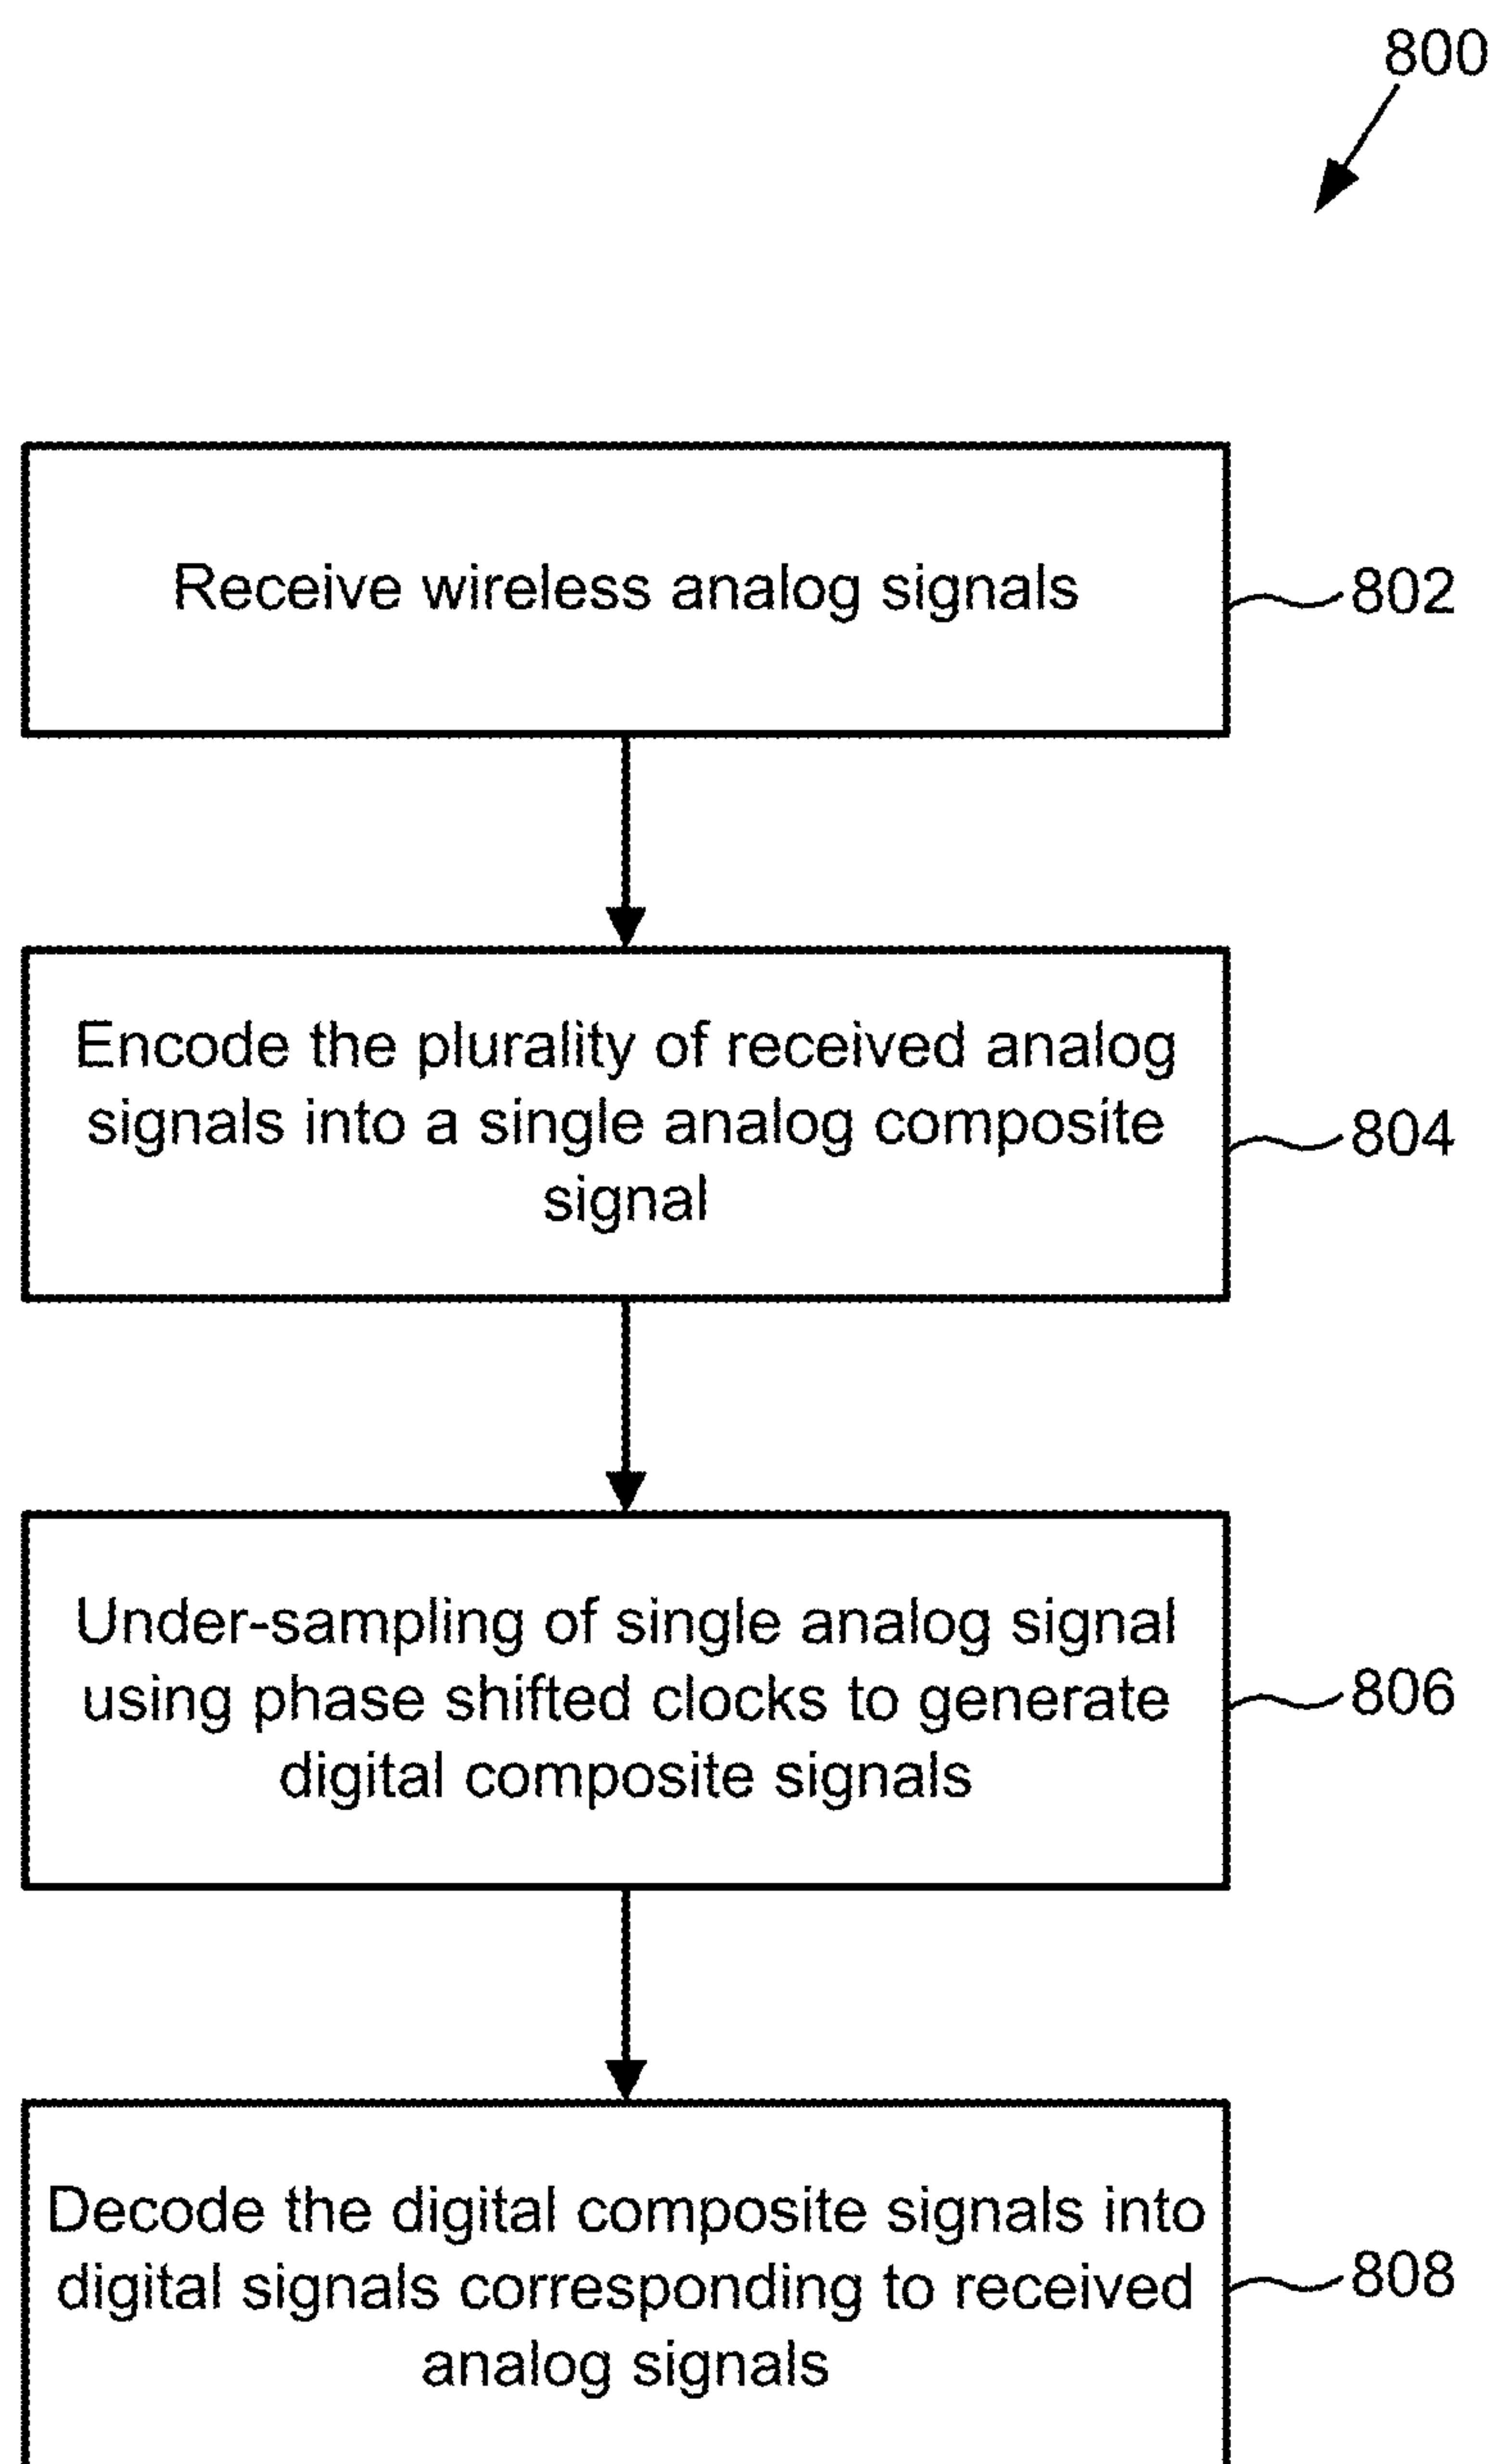 800
Receive wireless analog signals
802
Encode the plurality of received analog
signals into a single analog composite
signal
804
Under-sampling of single analog signal
using phase shifted clocks to generate
digital composite signals
806
Decode the digital composite signals into
digital signals corresponding to received
analog signals
808